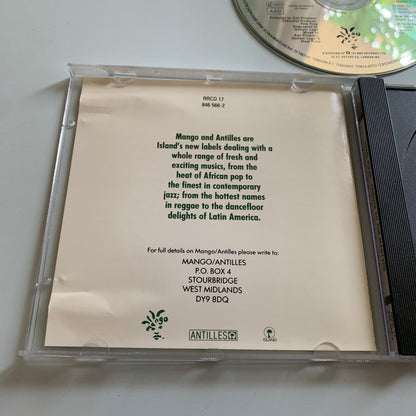 RRCD 17
846 566-2
Mango and Antilles are
Island's new labels dealing with a
whole range of fresh and
exciting musics, from the
heat of African pop to
the finest in contemporary
jazz; from the hottest names
in reggae to the dancefloor
delights of Latin America.
For full details on Mango/Antilles please write to:
MANGO/ANTILLES
P.O. BOX 4
STOURBRIDGE
WEST MIDLANDS
DY9 8DQ
mango
ANTILLES
ISLAND